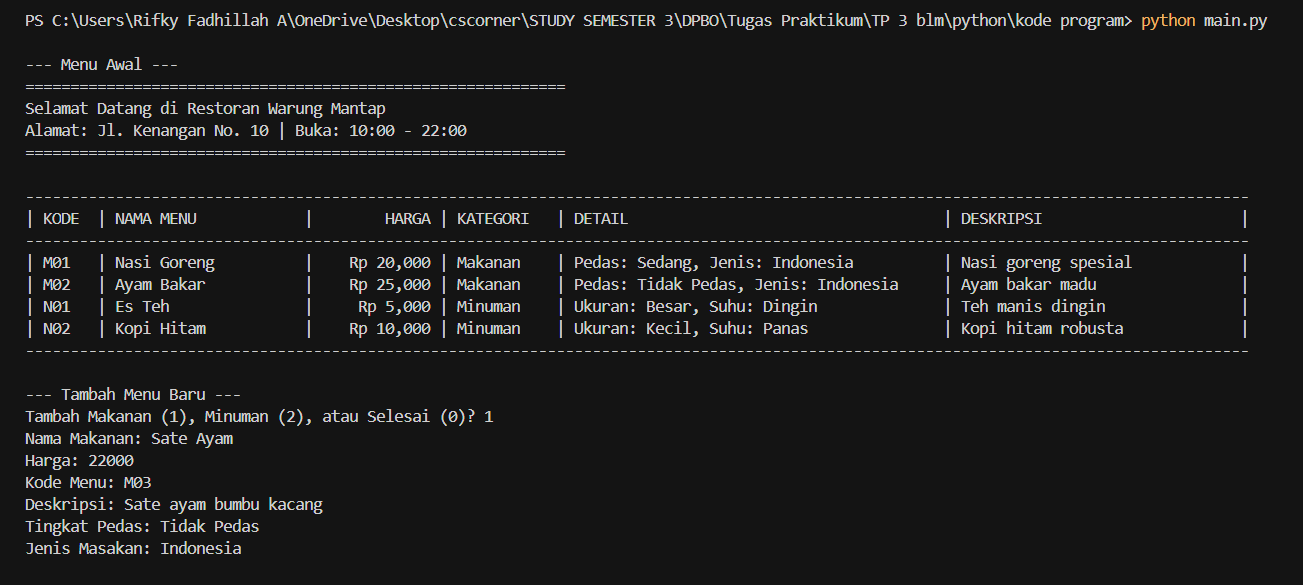 PS C:\Users\Rifky Fadhillah A\OneDrive\Desktop\cscorner\STUDY SEMESTER 3\DPBO\Tugas Praktikum\TP 3 blm\python\kode program> python main.py
--- Menu Awal ---
============================================================
Selamat Datang di Restoran Warung Mantap
Alamat: Jl. Kenangan No. 10 | Buka: 10:00 - 22:00
============================================================
----------------------------------------------------------------------------------------------------------------------------------------
| KODE  | NAMA MENU            |        HARGA | KATEGORI   | DETAIL                                   | DESKRIPSI                      |
----------------------------------------------------------------------------------------------------------------------------------------
| M01   | Nasi Goreng          |    Rp 20,000 | Makanan    | Pedas: Sedang, Jenis: Indonesia          | Nasi goreng spesial            |
| M02   | Ayam Bakar           |    Rp 25,000 | Makanan    | Pedas: Tidak Pedas, Jenis: Indonesia     | Ayam bakar madu                |
| N01   | Es Teh               |     Rp 5,000 | Minuman    | Ukuran: Besar, Suhu: Dingin              | Teh manis dingin               |
| N02   | Kopi Hitam           |    Rp 10,000 | Minuman    | Ukuran: Kecil, Suhu: Panas               | Kopi hitam robusta             |
----------------------------------------------------------------------------------------------------------------------------------------
--- Tambah Menu Baru ---
Tambah Makanan (1), Minuman (2), atau Selesai (0)? 1
Nama Makanan: Sate Ayam
Harga: 22000
Kode Menu: M03
Deskripsi: Sate ayam bumbu kacang
Tingkat Pedas: Tidak Pedas
Jenis Masakan: Indonesia